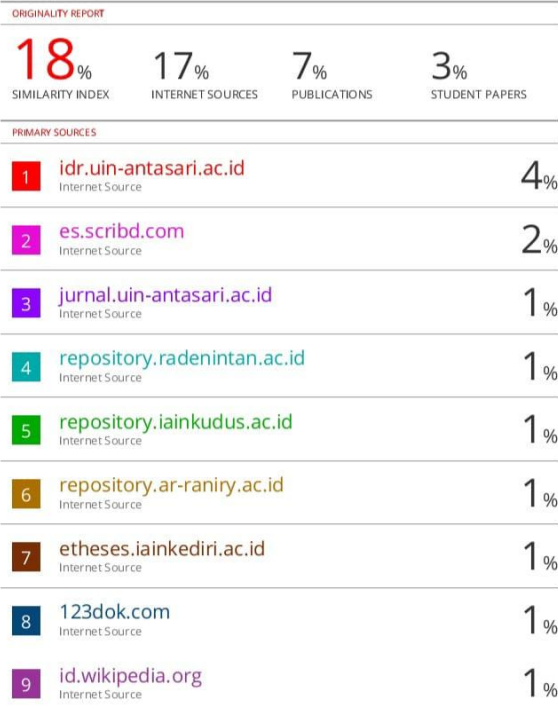 ORIGINALITY REPORT
18% 17% 7% 3%
SIMILARITY INDEX INTERNET SOURCES PUBLICATIONS STUDENT PAPERS
PRIMARY SOURCES
1 idr.uin-antasari.ac.id 4%
Internet Source
2 es.scribd.com 2%
Internet Source
3 jurnal.uin-antasari.ac.id 1%
Internet Source
4 repository.radenintan.ac.id 1%
Internet Source
5 repository.iainkudus.ac.id 1%
Internet Source
6 repository.ar-raniry.ac.id 1%
Internet Source
7 etheses.iainkediri.ac.id 1%
Internet Source
8 123dok.com 1%
Internet Source
9 id.wikipedia.org 1%
Internet Source